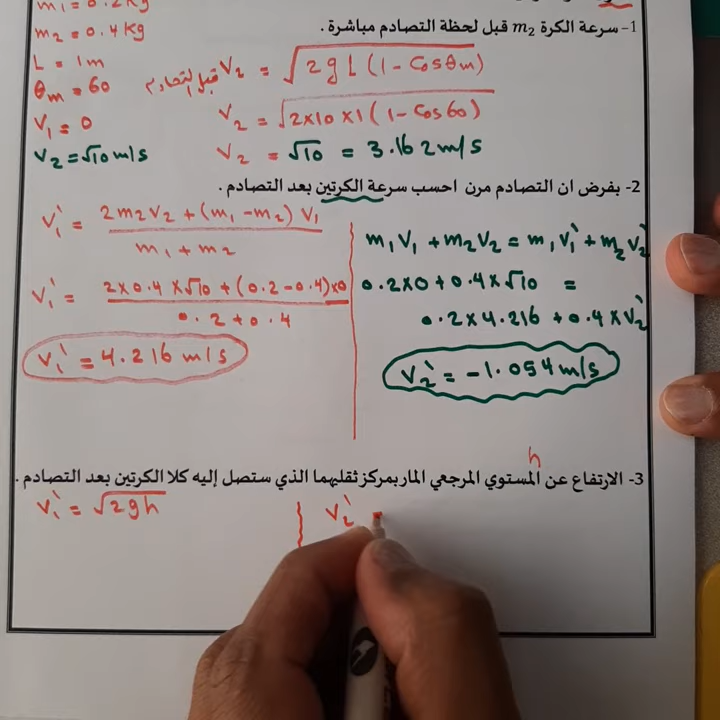 m₁ = 0.2 Kg
1- سرعة الكرة m₂ قبل لحظة التصادم مباشرة .
m₂ = 0.4 Kg
L = 1m
θm = 60
V₁ = 0
V₂ = √10 m/s
قبل التصادم V₂ = √2gL(1 - Cosθm)
V₂ = √2×10×1(1 - Cos60)
V₂ = √10 = 3.162 m/s
2- بفرض ان التصادم مرن احسب سرعة الكرتين بعد التصادم .
V₁` = 2m₂V₂ + (m₁ - m₂) V₁ / m₁ + m₂
V₁` = 2×0.4×√10 + (0.2 - 0.4)×0 / 0.2 + 0.4
V₁` = 4.216 m/s
m₁V₁ + m₂V₂ = m₁V₁` + m₂V₂`
0.2×0 + 0.4×√10 =
0.2×4.216 + 0.4×V₂`
V₂` = -1.054 m/s
h
3- الارتفاع عن المستوي المرجعي المار بمركز ثقليهما الذي ستصل إليه كلا الكرتين بعد التصادم .
V₁` = √2gh
V₂` =